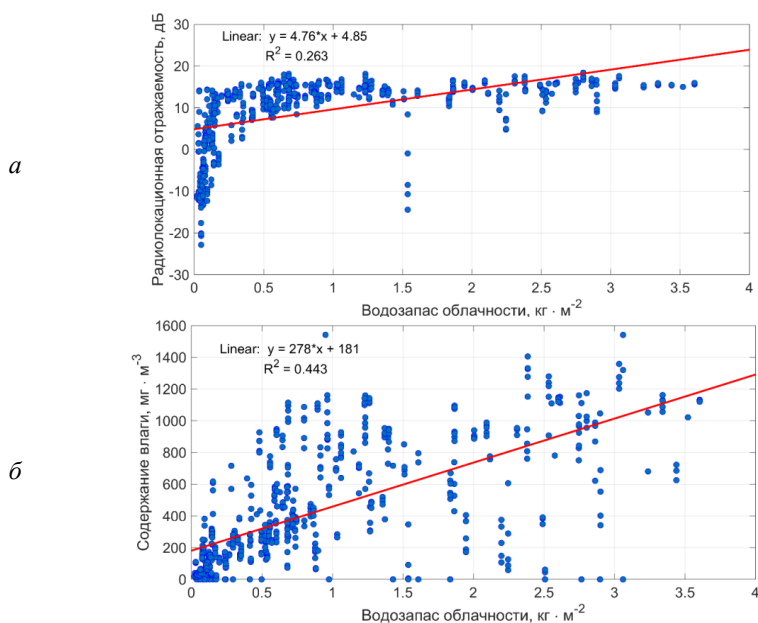 а
Радиолокационная отражаемость, дБ
30
20
10
0
-10
-20
-30
Linear: y = 4.76*x + 4.85
R² = 0.263
0 0.5 1 1.5 2 2.5 3 3.5 4
Водозапас облачности, кг · м⁻²
б
Содержание влаги, мг · м⁻³
1600
1400
1200
1000
800
600
400
200
0
Linear: y = 278*x + 181
R² = 0.443
0 0.5 1 1.5 2 2.5 3 3.5 4
Водозапас облачности, кг · м⁻²